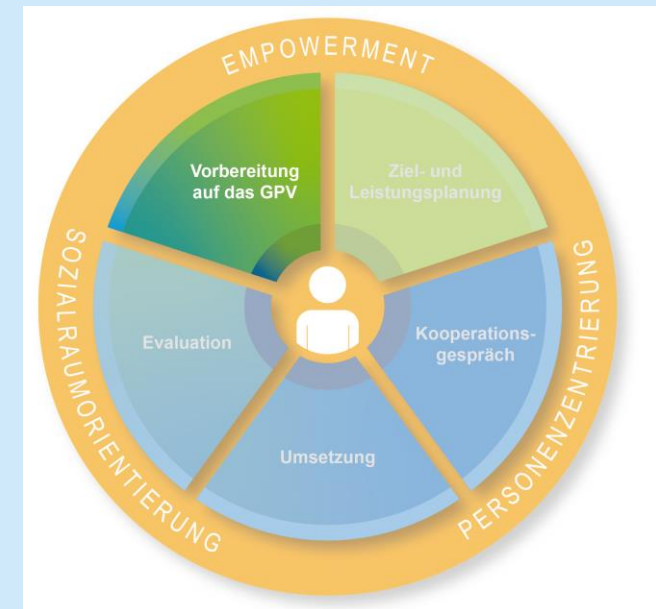 EMPOWERMENT
Vorbereitung
auf das GPV
Ziel- und
Leistungsplanung
SOZIALRAUMORIENTIERUNG
PERSONENZENTRIERUNG
Evaluation
Kooperations-
gespräch
Umsetzung